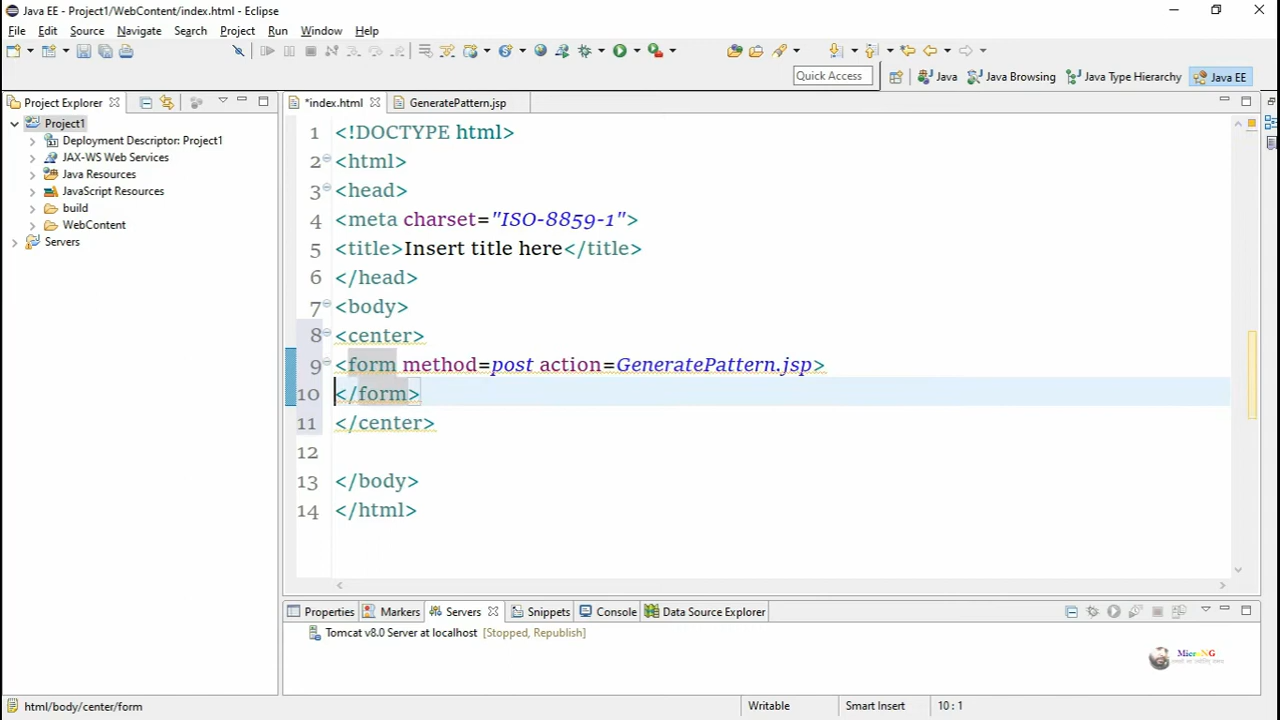 Java EE - Project1/WebContent/index.html - Eclipse
File Edit Source Navigate Search Project Run Window Help
Quick Access Java Java Browsing Java Type Hierarchy Java EE
Project Explorer
Project1
Deployment Descriptor: Project1
JAX-WS Web Services
Java Resources
JavaScript Resources
build
WebContent
Servers
*index.html GeneratePattern.jsp
1 <!DOCTYPE html>
2 <html>
3 <head>
4 <meta charset="ISO-8859-1">
5 <title>Insert title here</title>
6 </head>
7 <body>
8 <center>
9 <form method=post action=GeneratePattern.jsp>
10 </form>
11 </center>
12
13 </body>
14 </html>
Properties Markers Servers Snippets Console Data Source Explorer
Tomcat v8.0 Server at localhost [Stopped, Republish]
MicroNG
html/body/center/form Writable Smart Insert 10 : 1